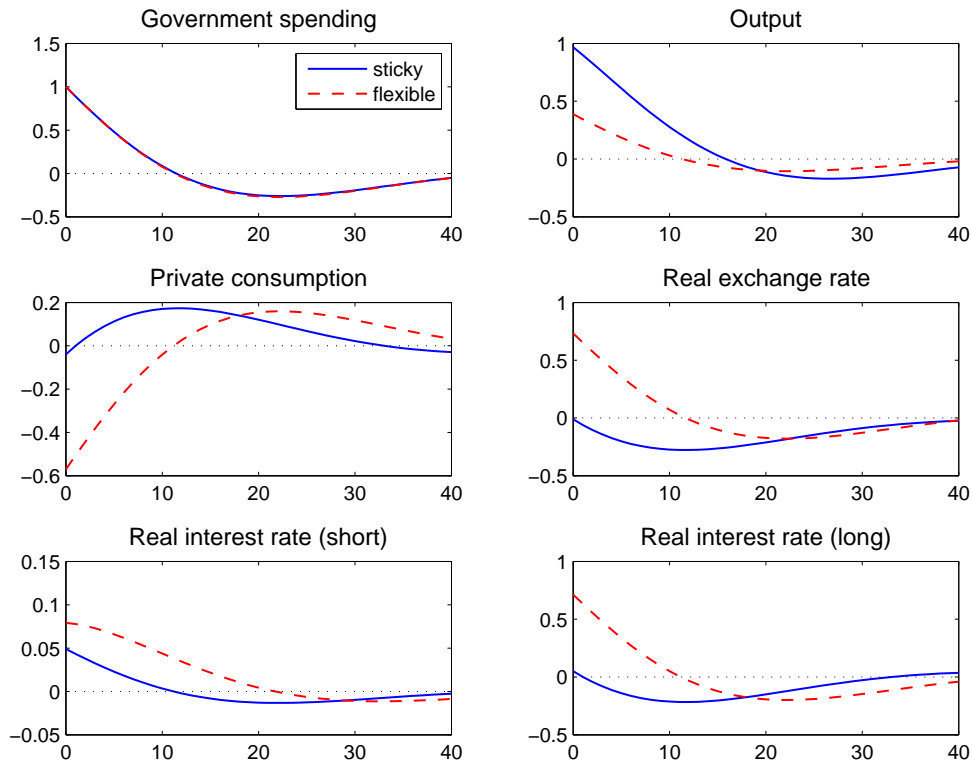 Government spending
1.5
1
0.5
0
−0.5
0 10 20 30 40
sticky
flexible
Output
1
0.5
0
−0.5
0 10 20 30 40
Private consumption
0.2
0
−0.2
−0.4
−0.6
0 10 20 30 40
Real exchange rate
1
0.5
0
−0.5
0 10 20 30 40
Real interest rate (short)
0.15
0.1
0.05
0
−0.05
0 10 20 30 40
Real interest rate (long)
1
0.5
0
−0.5
0 10 20 30 40